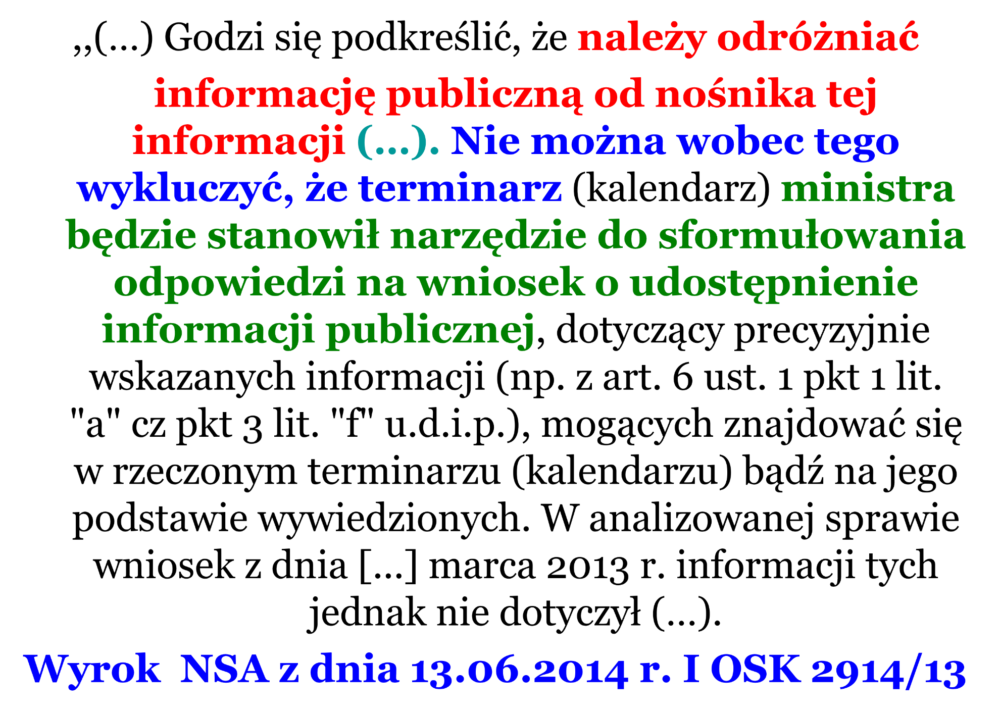 ,,(…) Godzi się podkreślić, że należy odróżniać
informację publiczną od nośnika tej
informacji (…). Nie można wobec tego
wykluczyć, że terminarz (kalendarz) ministra
będzie stanowił narzędzie do sformułowania
odpowiedzi na wniosek o udostępnienie
informacji publicznej, dotyczący precyzyjnie
wskazanych informacji (np. z art. 6 ust. 1 pkt 1 lit.
"a" cz pkt 3 lit. "f" u.d.i.p.), mogących znajdować się
w rzeczonym terminarzu (kalendarzu) bądź na jego
podstawie wywiedzionych. W analizowanej sprawie
wniosek z dnia [...] marca 2013 r. informacji tych
jednak nie dotyczył (…).
Wyrok  NSA z dnia 13.06.2014 r. I OSK 2914/13